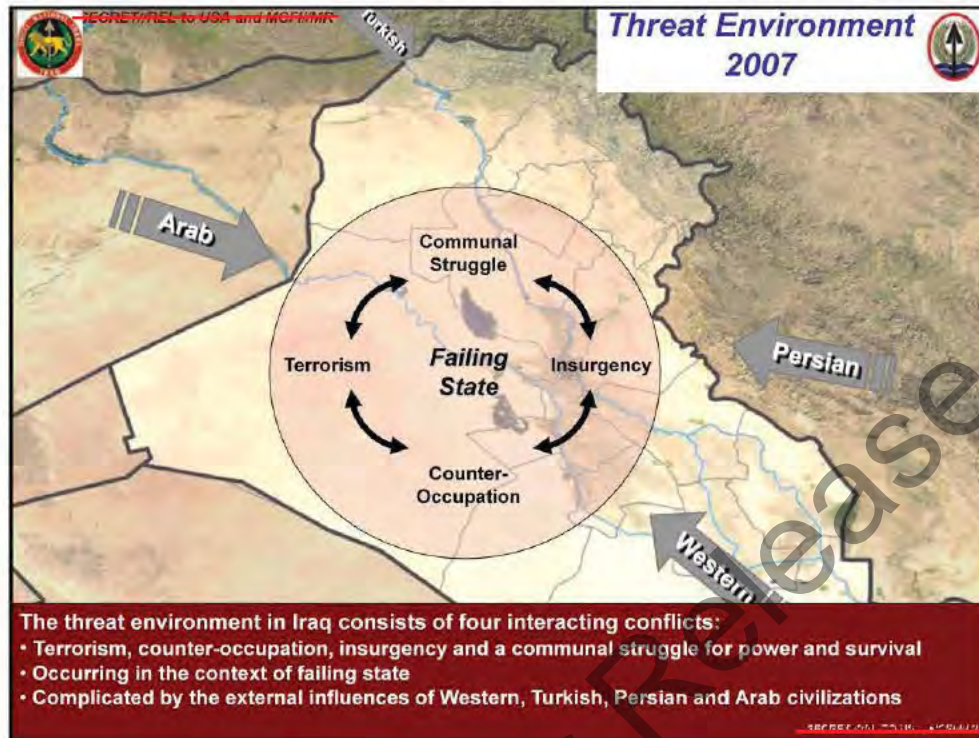 SECRET//REL to USA and MCFI//MR
Threat Environment
2007
Turkish
Arab
Communal
Struggle
Terrorism
Failing
State
Insurgency
Persian
Counter-
Occupation
Western
Release
The threat environment in Iraq consists of four interacting conflicts:
• Terrorism, counter-occupation, insurgency and a communal struggle for power and survival
• Occurring in the context of failing state
• Complicated by the external influences of Western, Turkish, Persian and Arab civilizations